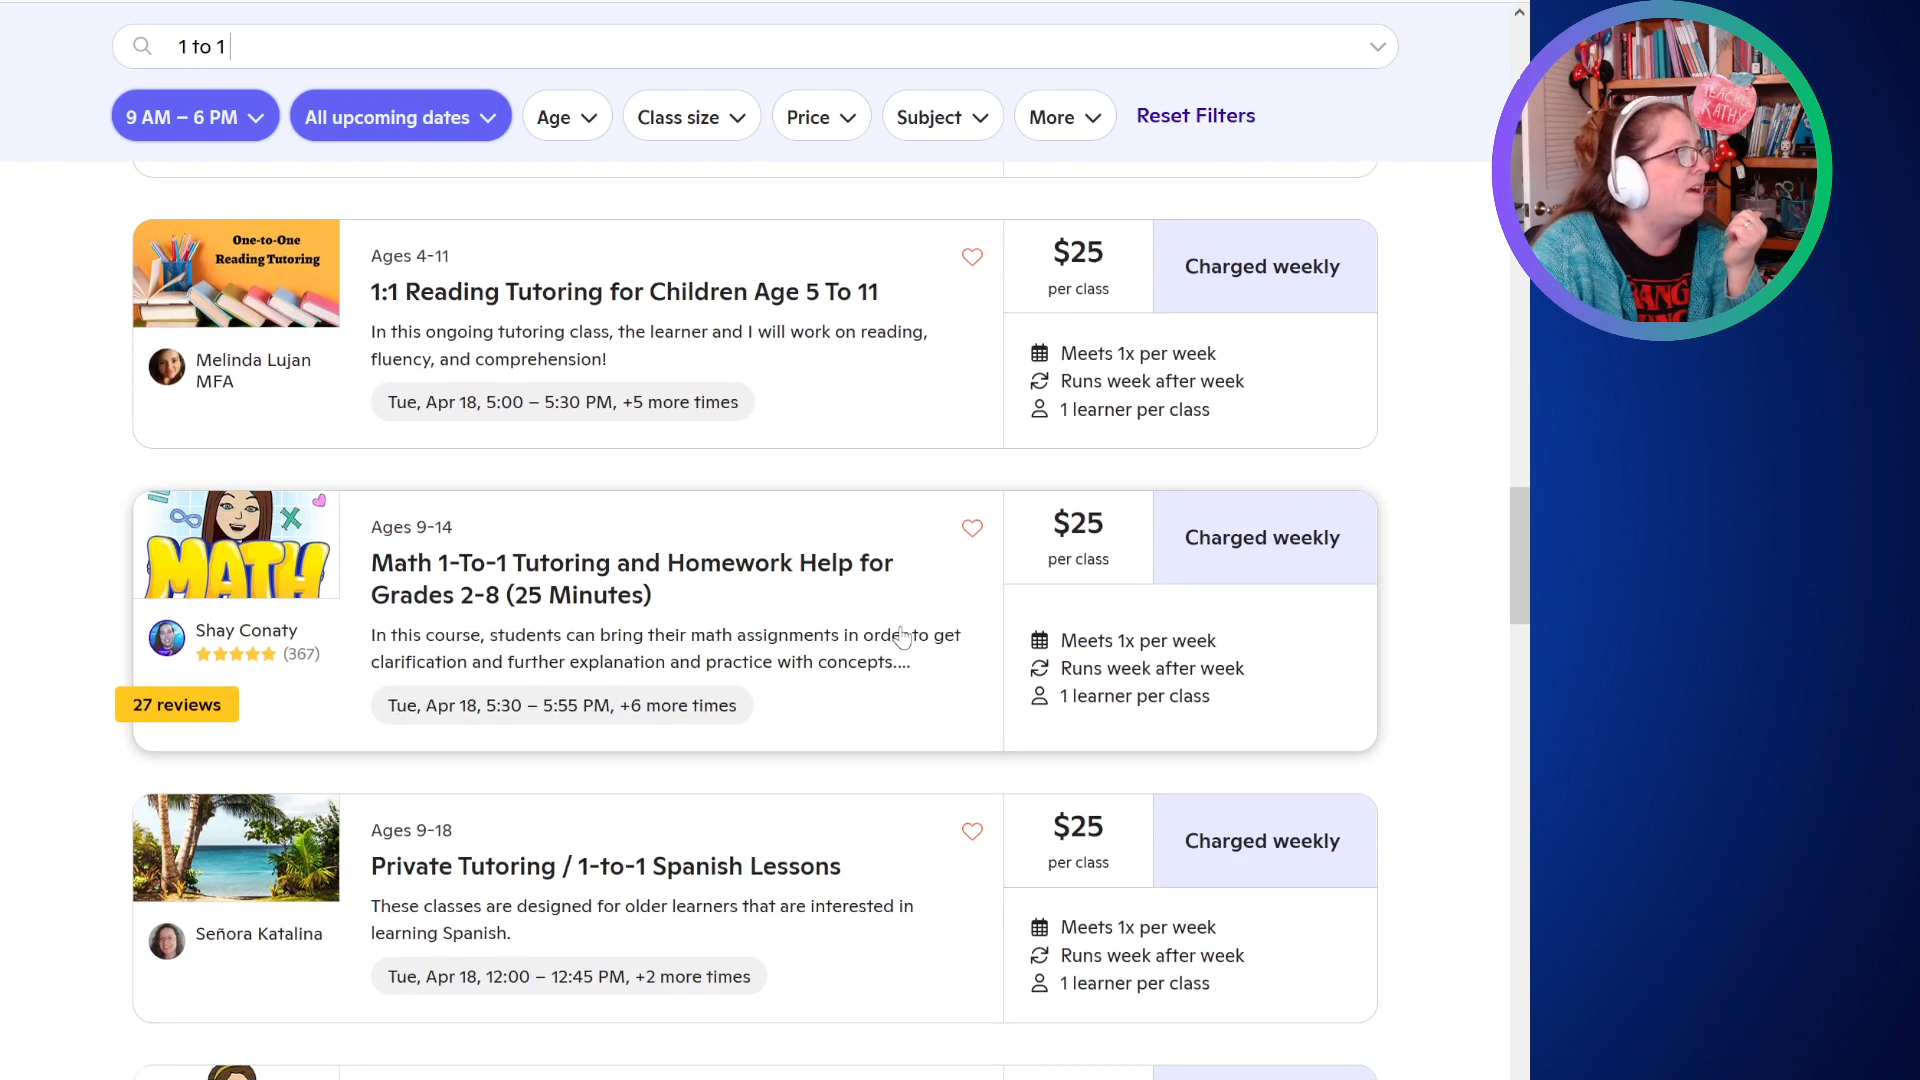 1 to 1
9 AM – 6 PM
All upcoming dates
Age
Class size
Price
Subject
More
Reset Filters
One-to-One
Reading Tutoring
Melinda Lujan
MFA
Ages 4-11
1:1 Reading Tutoring for Children Age 5 To 11
In this ongoing tutoring class, the learner and I will work on reading,
fluency, and comprehension!
Tue, Apr 18, 5:00 – 5:30 PM, +5 more times
$25
per class
Charged weekly
Meets 1x per week
Runs week after week
1 learner per class
MATH
Shay Conaty
(367)
27 reviews
Ages 9-14
Math 1-To-1 Tutoring and Homework Help for
Grades 2-8 (25 Minutes)
In this course, students can bring their math assignments in order to get
clarification and further explanation and practice with concepts....
Tue, Apr 18, 5:30 – 5:55 PM, +6 more times
$25
per class
Charged weekly
Meets 1x per week
Runs week after week
1 learner per class
Señora Katalina
Ages 9-18
Private Tutoring / 1-to-1 Spanish Lessons
These classes are designed for older learners that are interested in
learning Spanish.
Tue, Apr 18, 12:00 – 12:45 PM, +2 more times
$25
per class
Charged weekly
Meets 1x per week
Runs week after week
1 learner per class
TEACHER
KATHY